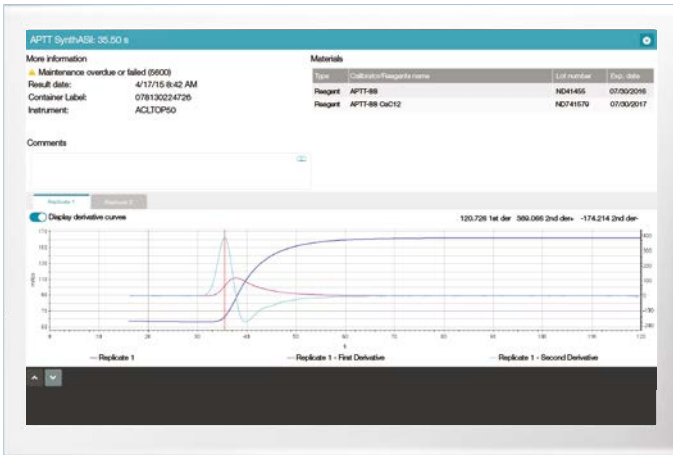 APTT SynthASil: 35.50 s
More information
Materials
Maintenance overdue or failed (5600)
Result date: 4/17/15 8:42 AM
Container Label: 078130224726
Instrument: ACLTOP50
Type Calibrator/Reagents name Lot number Exp. date
Reagent APTT-SS ND41455 07/30/2016
Reagent APTT-SS CaC12 ND741579 07/30/2017
Comments
Replicate 1 Replicate 2
Display derivative curves
120.726 1st der 389.066 2nd der+ -174.214 2nd der-
s
Replicate 1
Replicate 1 - First Derivative
Replicate 1 - Second Derivative